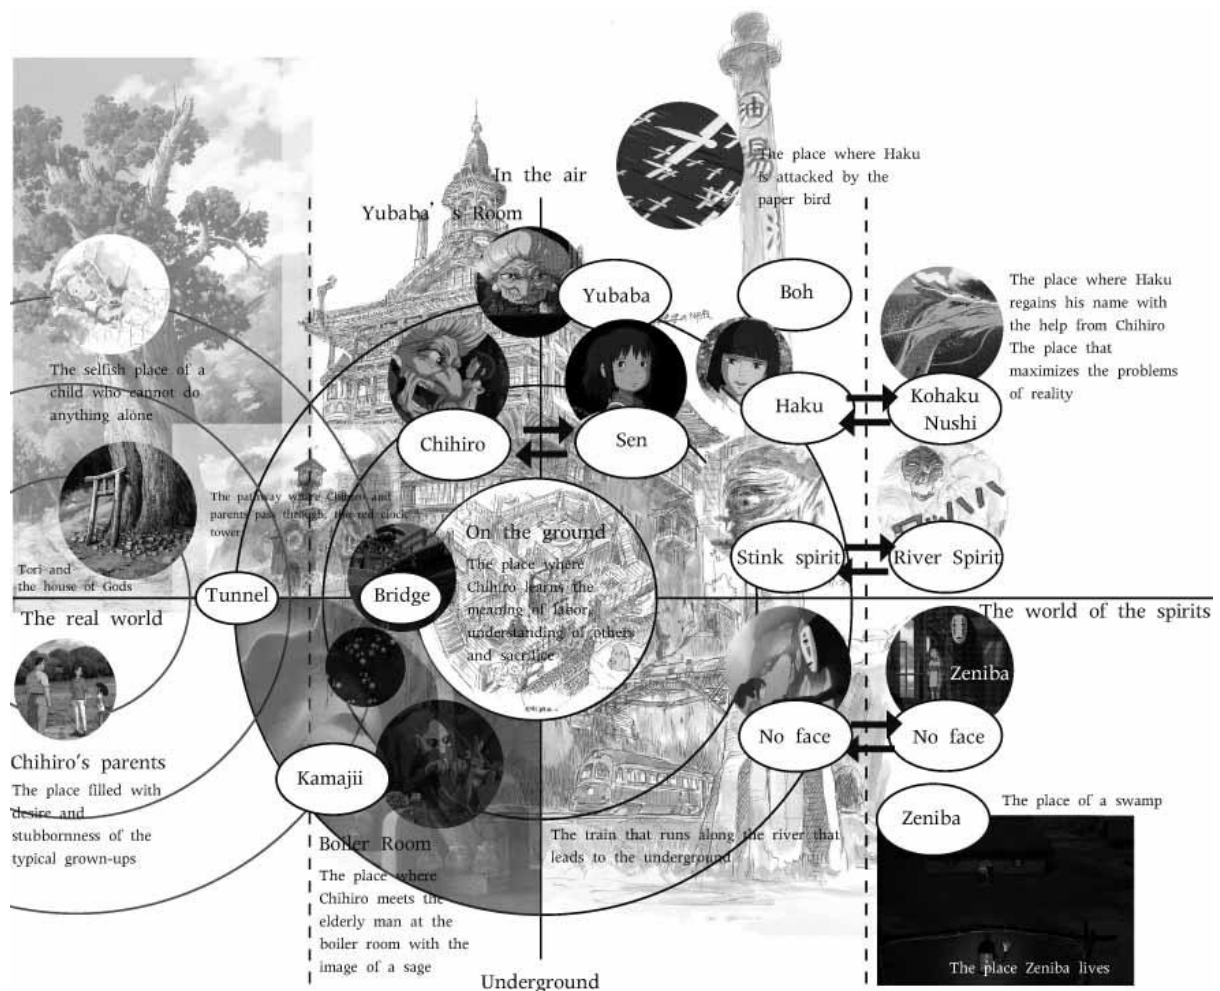 油
屋
The place where Haku
is attacked by the
paper bird
In the air
Yubaba's Room
Yubaba
Boh
The place where Haku
regains his name with
the help from Chihiro
The place that
maximizes the problems
of reality
The selfish place of a
child who cannot do
anything alone
Chihiro
Sen
Haku
Kohaku
Nushi
The pathway where Chihiro and
parents pass through, the red clock
tower
On the ground
The place where
Chihiro learns the
meaning of labor,
understanding of others
and sacrifice
Stink spirit
River Spirit
Tori and
the house of Gods
Tunnel
Bridge
The real world
The world of the spirits
Zeniba
No face
No face
Chihiro's parents
The place filled with
desire and
stubbornness of the
typical grown-ups
Kamajii
Zeniba
The place of a swamp
Boiler Room
The train that runs along the river that
leads to the underground
The place where
Chihiro meets the
elderly man at the
boiler room with the
image of a sage
The place Zeniba lives
Underground